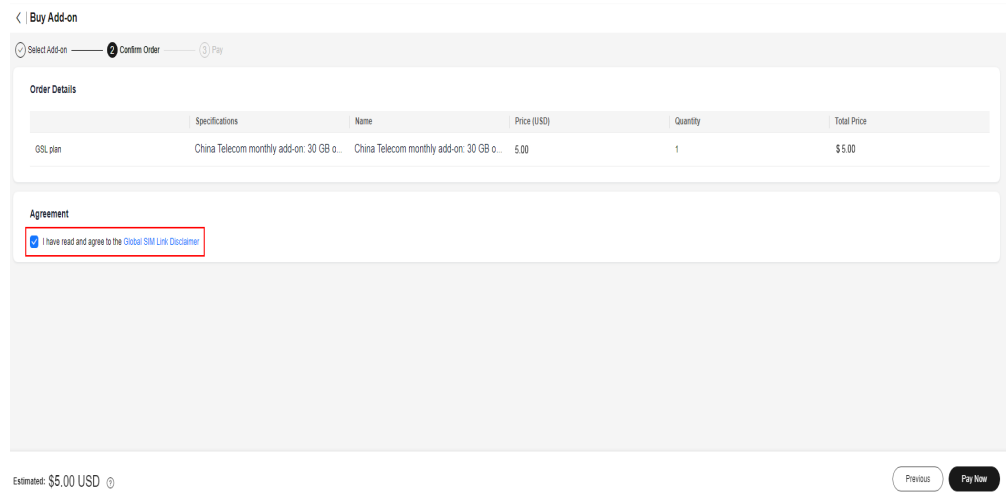 Buy Add-on
Select Add-on 2 Confirm Order 3 Pay
Order Details
Specifications Name Price (USD) Quantity Total Price
GSL plan China Telecom monthly add-on: 30 GB o... China Telecom monthly add-on: 30 GB o... 5.00 1 $ 5.00
Agreement
I have read and agree to the Global SIM Link Disclaimer
Estimated: $5.00 USD ? Previous Pay Now